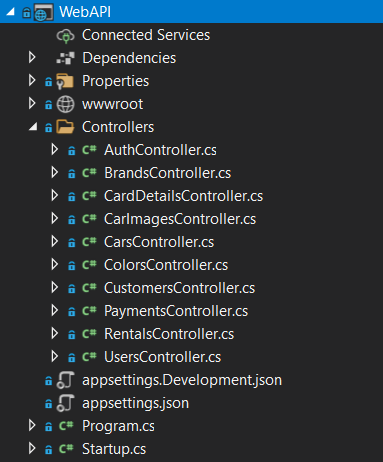 WebAPI
Connected Services
Dependencies
Properties
wwwroot
Controllers
C# AuthController.cs
C# BrandsController.cs
C# CardDetailsController.cs
C# CarImagesController.cs
C# CarsController.cs
C# ColorsController.cs
C# CustomersController.cs
C# PaymentsController.cs
C# RentalsController.cs
C# UsersController.cs
appsettings.Development.json
appsettings.json
C# Program.cs
C# Startup.cs